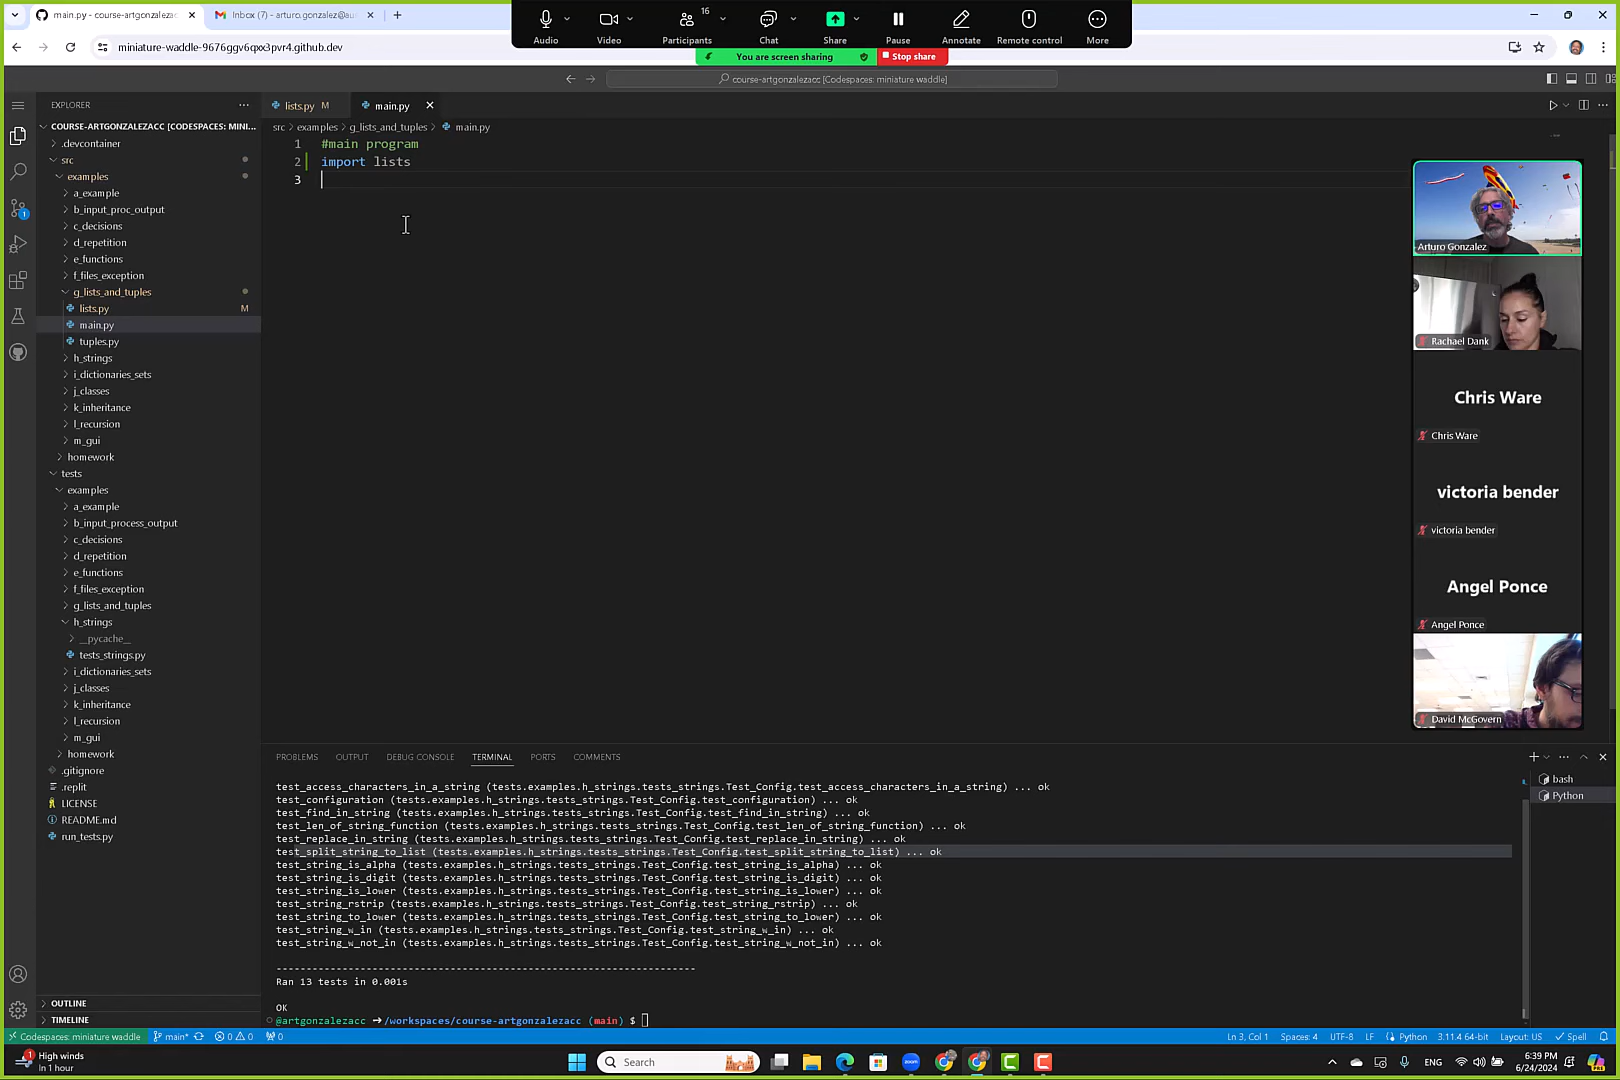 main.py - course-artgonzalezac
Inbox (7) - arturo.gonzalez@au
miniature-waddle-9676ggv6qxx3pvr4.github.dev
16
Audio
Video
Participants
Chat
Share
Pause
Annotate
Remote control
More
You are screen sharing
Stop share
course-artgonzalezacc [Codespaces: miniature waddle]
EXPLORER
lists.py M
main.py
COURSE-ARTGONZALEZACC [CODESPACES: MINI...
src > examples > g_lists_and_tuples > main.py
.devcontainer
src
examples
a_example
b_input_proc_output
c_decisions
d_repetition
e_functions
f_files_exception
g_lists_and_tuples
lists.py M
main.py
tuples.py
h_strings
i_dictionaries_sets
j_classes
k_inheritance
l_recursion
m_gui
homework
tests
examples
a_example
b_input_process_output
c_decisions
d_repetition
e_functions
f_files_exception
g_lists_and_tuples
h_strings
__pycache__
tests_strings.py
i_dictionaries_sets
j_classes
k_inheritance
l_recursion
m_gui
homework
.gitignore
.replit
LICENSE
README.md
run_tests.py
OUTLINE
TIMELINE
1 #main program
2 import lists
3
Arturo Gonzalez
Rachael Dank
Chris Ware
Chris Ware
victoria bender
victoria bender
Angel Ponce
Angel Ponce
David McGovern
PROBLEMS OUTPUT DEBUG CONSOLE TERMINAL PORTS COMMENTS
bash
Python
test_access_characters_in_a_string (tests.examples.h_strings.tests_strings.Test_Config.test_access_characters_in_a_string) ... ok
test_configuration (tests.examples.h_strings.tests_strings.Test_Config.test_configuration) ... ok
test_find_in_string (tests.examples.h_strings.tests_strings.Test_Config.test_find_in_string) ... ok
test_len_of_string_function (tests.examples.h_strings.tests_strings.Test_Config.test_len_of_string_function) ... ok
test_replace_in_string (tests.examples.h_strings.tests_strings.Test_Config.test_replace_in_string) ... ok
test_split_string_to_list (tests.examples.h_strings.tests_strings.Test_Config.test_split_string_to_list) ... ok
test_string_is_alpha (tests.examples.h_strings.tests_strings.Test_Config.test_string_is_alpha) ... ok
test_string_is_digit (tests.examples.h_strings.tests_strings.Test_Config.test_string_is_digit) ... ok
test_string_is_lower (tests.examples.h_strings.tests_strings.Test_Config.test_string_is_lower) ... ok
test_string_rstrip (tests.examples.h_strings.tests_strings.Test_Config.test_string_rstrip) ... ok
test_string_to_lower (tests.examples.h_strings.tests_strings.Test_Config.test_string_to_lower) ... ok
test_string_w_in (tests.examples.h_strings.tests_strings.Test_Config.test_string_w_in) ... ok
test_string_w_not_in (tests.examples.h_strings.tests_strings.Test_Config.test_string_w_not_in) ... ok
----------------------------------------------------------------------
Ran 13 tests in 0.001s
OK
@artgonzalezacc ➜ /workspaces/course-artgonzalezacc (main) $
Codespaces: miniature waddle main* 0 0 0
Ln 3, Col 1 Spaces: 4 UTF-8 LF Python 3.11.4 64-bit Layout: US Spell
1
High winds
In 1 hour
Search
ENG
6:39 PM
6/24/2024